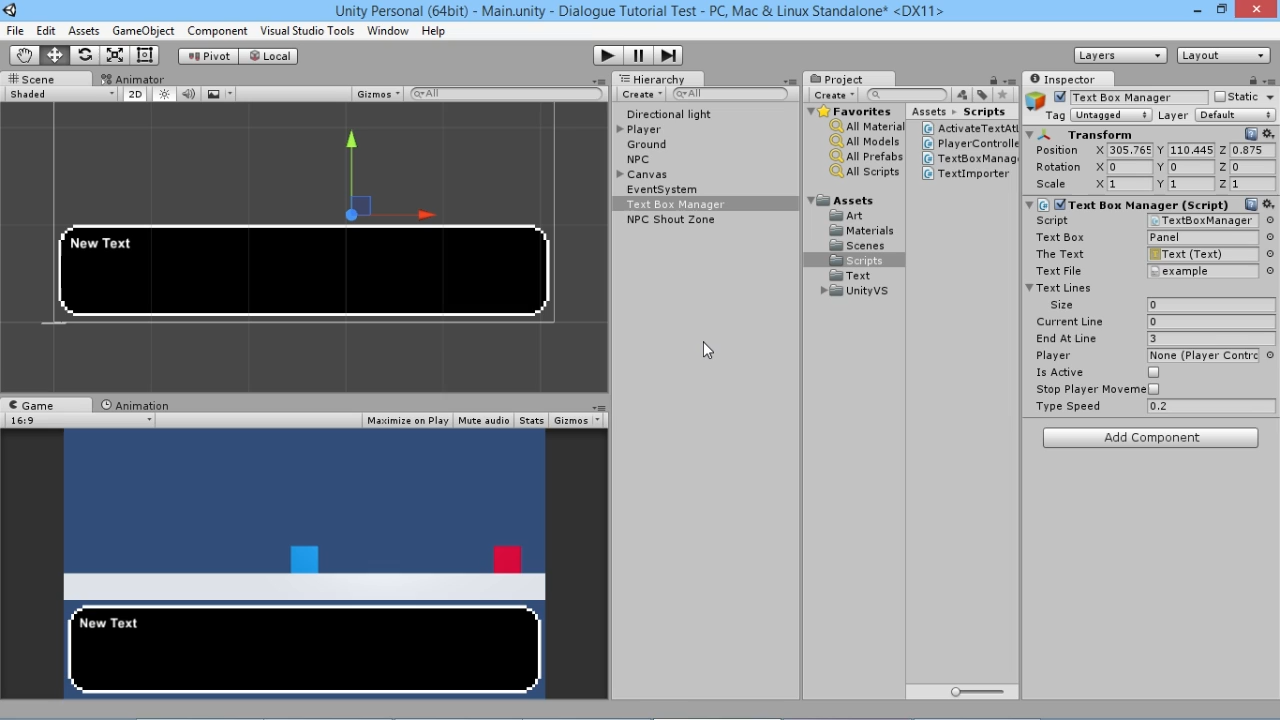 Unity Personal (64bit) - Main.unity - Dialogue Tutorial Test - PC, Mac & Linux Standalone* <DX11>
File Edit Assets GameObject Component Visual Studio Tools Window Help
Pivot Local Layers Layout
Scene Animator
Shaded 2D Gizmos All
New Text
Game Animation
16:9 Maximize on Play Mute audio Stats Gizmos
New Text
Hierarchy
Create All
Directional light
Player
Ground
NPC
Canvas
EventSystem
Text Box Manager
NPC Shout Zone
Project
Create
Favorites
All Material
All Models
All Prefabs
All Scripts
Assets
Art
Materials
Scenes
Scripts
Text
UnityVS
Assets Scripts
ActivateTextAtL
PlayerControlle
TextBoxManag
TextImporter
Inspector
Text Box Manager Static
Tag Untagged Layer Default
Transform
Position X 305.765 Y 110.445 Z 0.875
Rotation X 0 Y 0 Z 0
Scale X 1 Y 1 Z 1
Text Box Manager (Script)
Script TextBoxManager
Text Box Panel
The Text Text (Text)
Text File example
Text Lines
Size 0
Current Line 0
End At Line 3
Player None (Player Contro
Is Active
Stop Player Moveme
Type Speed 0.2
Add Component